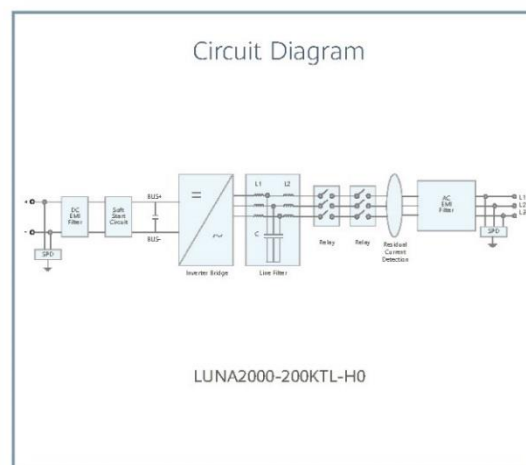 Circuit Diagram
+
-
DC
EMI
Filter
Soft
Start
Circuit
BUS+
BUS-
SPD
=
~
Inverter Bridge
L1
L2
C
Line Filter
Relay
Relay
Residual
Current
Detection
AC
EMI
Filter
L1
L2
L3
SPD
LUNA2000-200KTL-H0